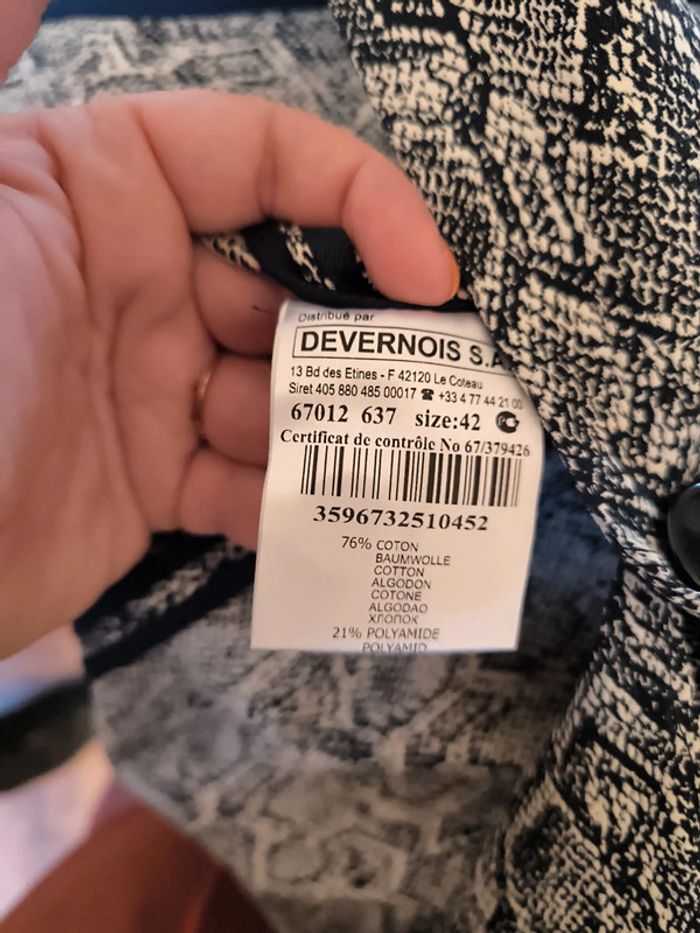 Distribué par
DEVERNOIS S.A
13 Bd des Etines - F 42120 Le Coteau
Siret 405 880 485 00017 ☎ +33 4 77 44 21 00
67012 637 size:42
Certificat de contrôle No 67/379426
3596732510452
76% COTON
BAUMWOLLE
COTTON
ALGODON
COTONE
ALGODAO
ХЛОПОК
21% POLYAMIDE
POLYAMID